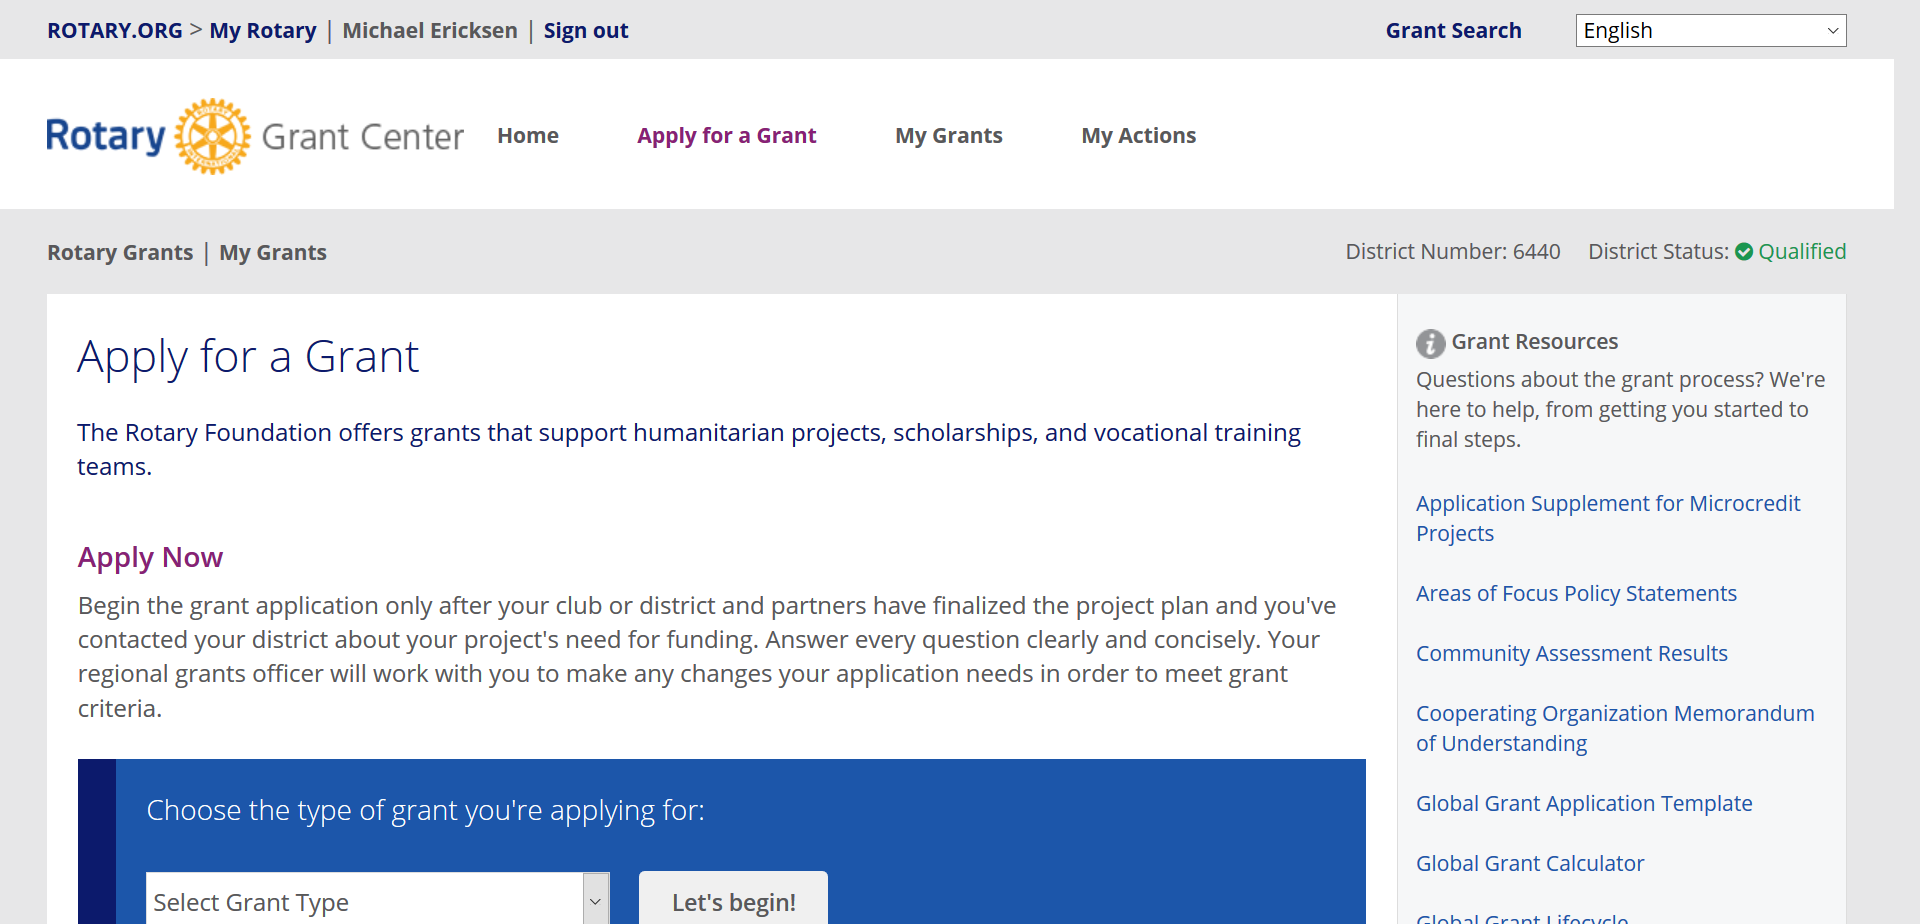 ROTARY.ORG > My Rotary | Michael Ericksen | Sign out
Grant Search
English
Rotary
ROTARY
INTERNATIONAL
Grant Center
Home
Apply for a Grant
My Grants
My Actions
Rotary Grants | My Grants
District Number: 6440
District Status: Qualified
Apply for a Grant
The Rotary Foundation offers grants that support humanitarian projects, scholarships, and vocational training
teams.
Apply Now
Begin the grant application only after your club or district and partners have finalized the project plan and you've
contacted your district about your project's need for funding. Answer every question clearly and concisely. Your
regional grants officer will work with you to make any changes your application needs in order to meet grant
criteria.
Choose the type of grant you're applying for:
Select Grant Type
Let's begin!
Grant Resources
Questions about the grant process? We're
here to help, from getting you started to
final steps.
Application Supplement for Microcredit
Projects
Areas of Focus Policy Statements
Community Assessment Results
Cooperating Organization Memorandum
of Understanding
Global Grant Application Template
Global Grant Calculator
Global Grant Lifecycle